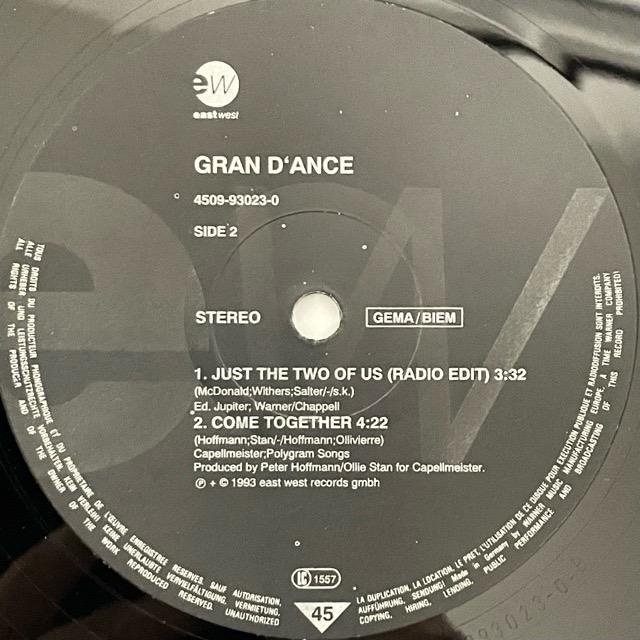 ew
eastwest
GRAN D'ANCE
4509-93023-0
SIDE 2
STEREO
GEMA/BIEM
1. JUST THE TWO OF US (RADIO EDIT) 3:32
(McDonald;Withers;Salter/-/s.k.)
Ed. Jupiter; Warner/Chappell
2. COME TOGETHER 4:22
(Hoffmann;Stan/-/Hoffmann;Ollivierre)
Capellmeister;Polygram Songs
Produced by Peter Hoffmann/Ollie Stan for Capellmeister.
Ⓟ + © 1993 east west records gmbh
LC 1557
45
TOUS DROITS DU PRODUCTEUR PHONOGRAPHIQUE ET DU PROPRIETAIRE DE L'ŒUVRE ENREGISTREE RESERVES. SAUF AUTORISATION,
LA DUPLICATION, LA LOCATION, LE PRET, L'UTILISATION DE CE DISQUE POUR EXECUTION PUBLIQUE ET RADIODIFFUSION SONT INTERDITS.
ALLE URHEBER UND LEISTUNGSSCHUTZRECHTE VORBEHALTEN. KEIN VERLEIH! KEINE UNERLAUBTE VERVIELFÄLTIGUNG, VERMIETUNG,
AUFFÜHRUNG, SENDUNG! Made in Germany by WARNER MUSIC MANUFACTURING EUROPE. A TIME WARNER COMPANY
ALL RIGHTS OF THE PRODUCER AND OF THE OWNER OF THE WORK REPRODUCED RESERVED. UNAUTHORIZED
COPYING, HIRING, LENDING, PUBLIC PERFORMANCE AND BROADCASTING OF THIS RECORD PROHIBITED!